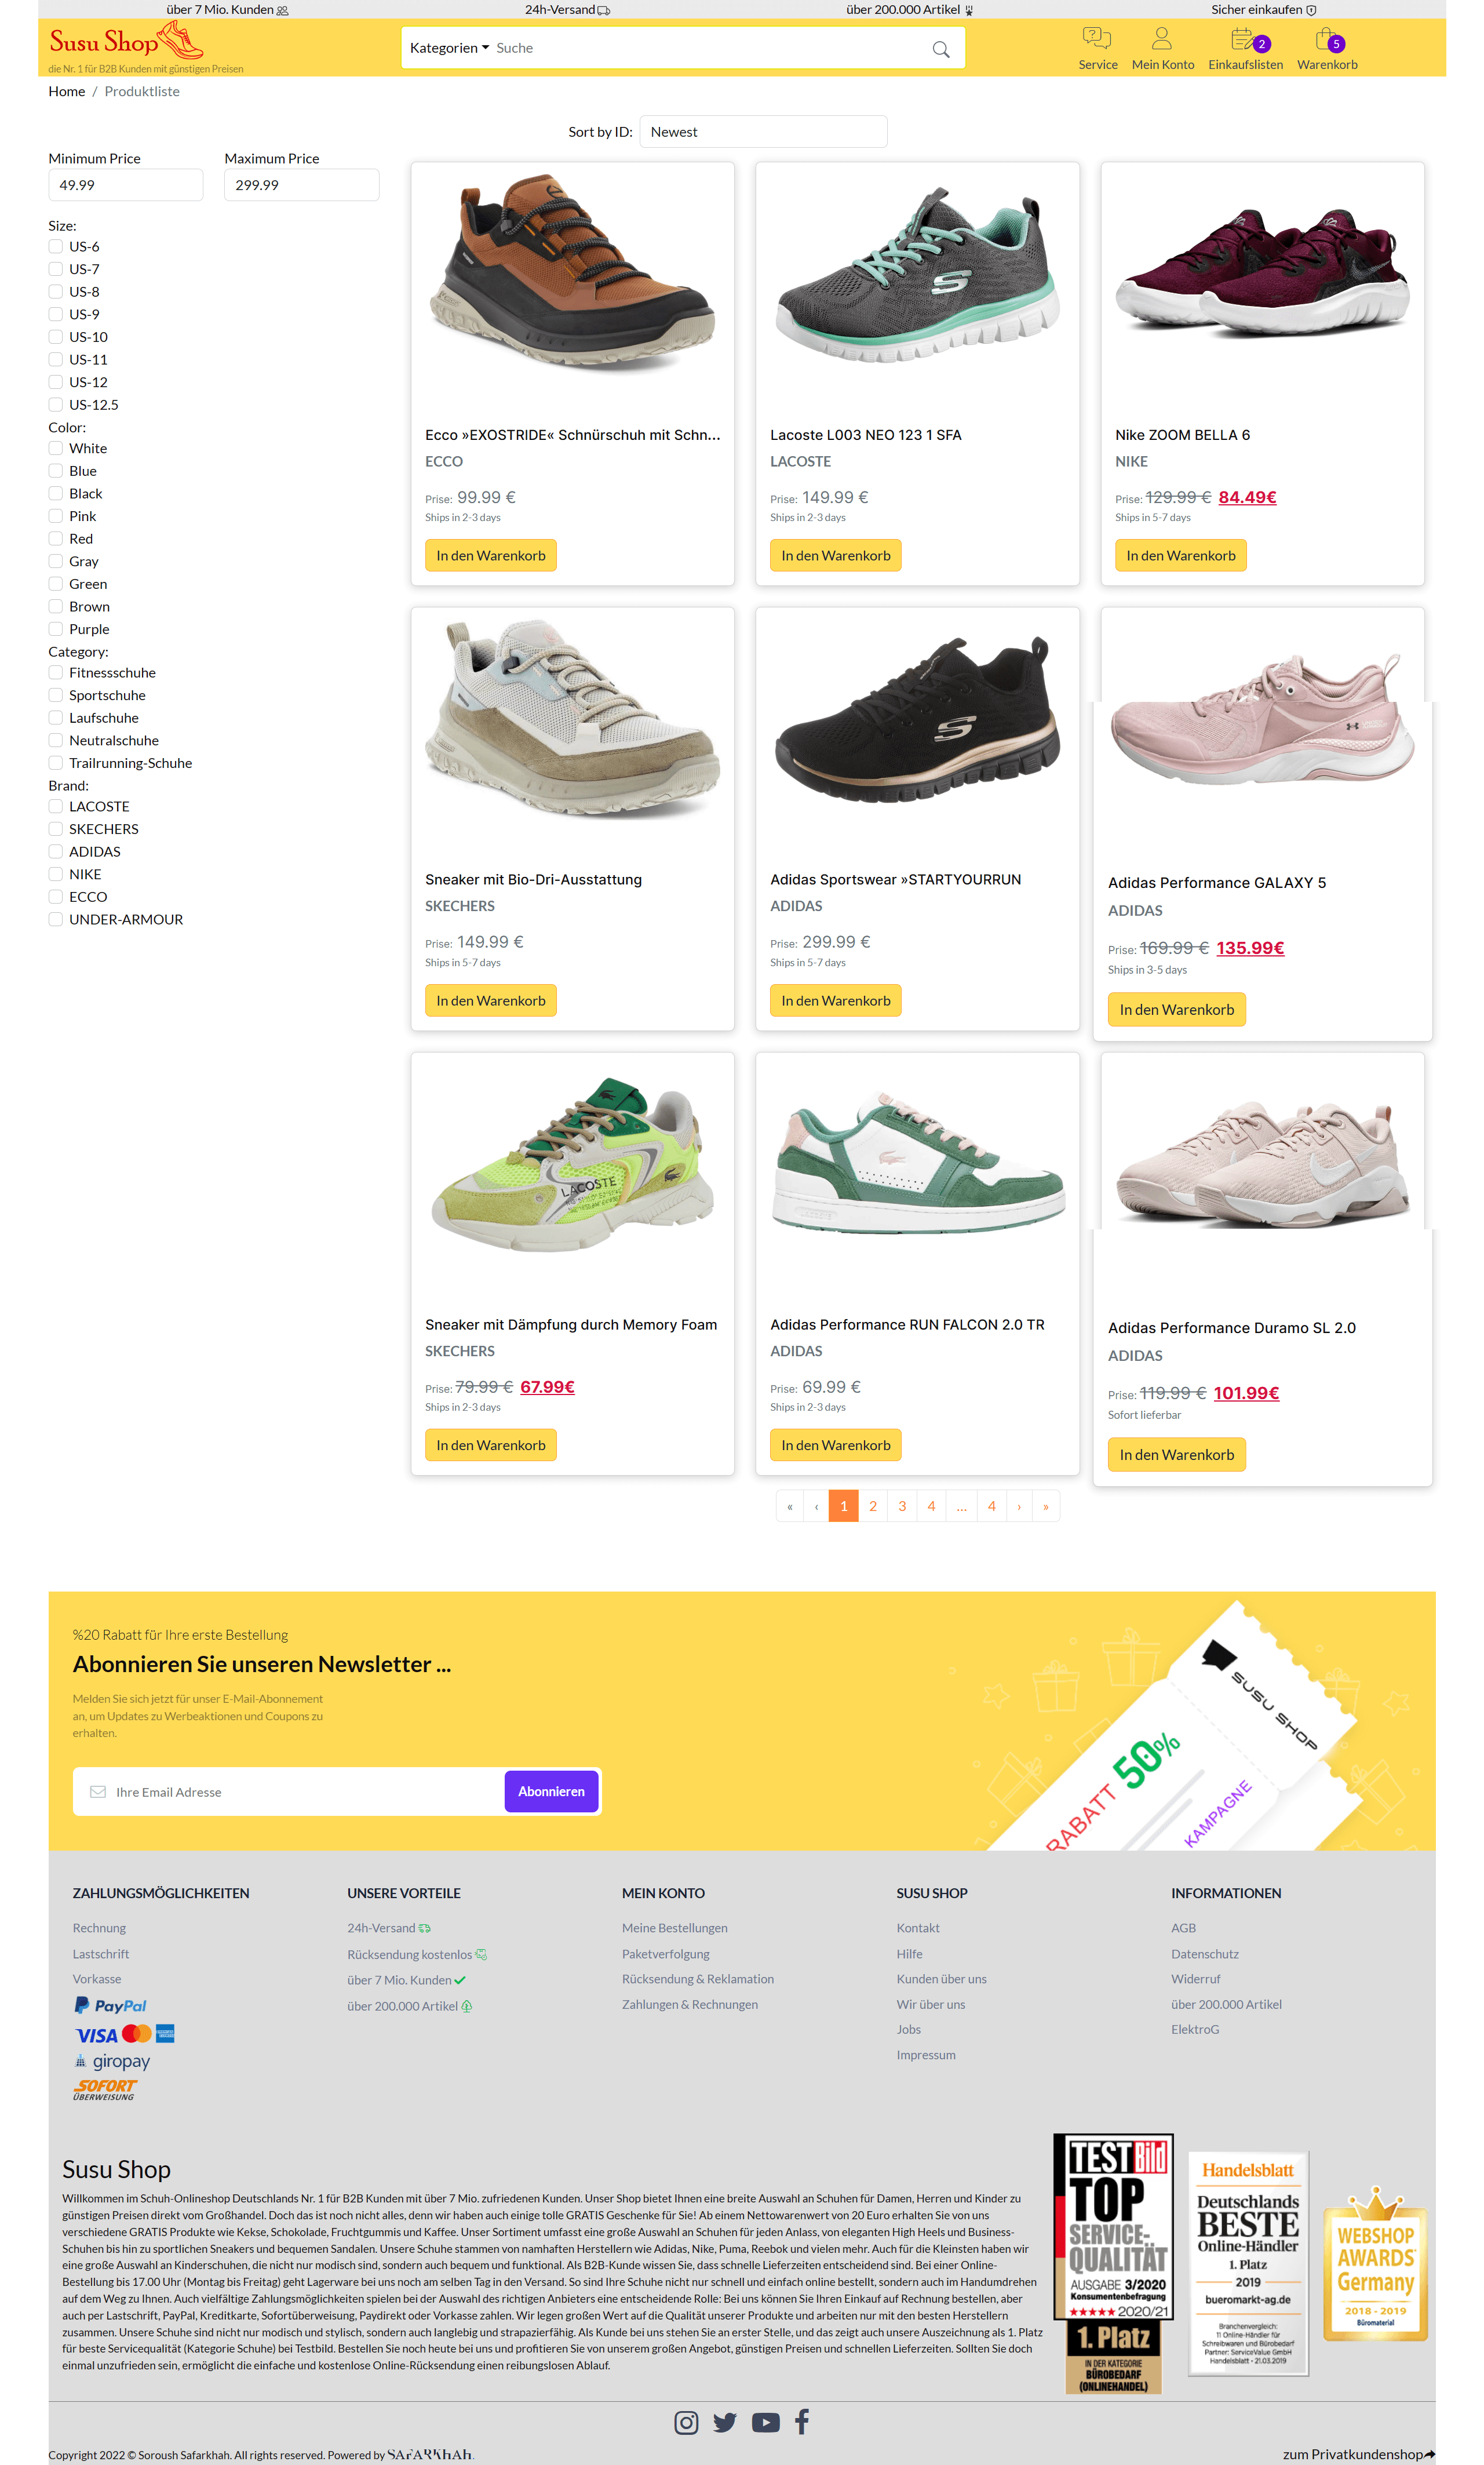 über 7 Mio. Kunden
24h-Versand
über 200.000 Artikel
Sicher einkaufen
Susu Shop
die Nr. 1 für B2B Kunden mit günstigen Preisen
Kategorien Suche
Service
Mein Konto
2
Einkaufslisten
5
Warenkorb
Home / Produktliste
Sort by ID: Newest
Minimum Price
49.99
Maximum Price
299.99
Size:
US-6
US-7
US-8
US-9
US-10
US-11
US-12
US-12.5
Color:
White
Blue
Black
Pink
Red
Gray
Green
Brown
Purple
Category:
Fitnessschuhe
Sportschuhe
Laufschuhe
Neutralschuhe
Trailrunning-Schuhe
Brand:
LACOSTE
SKECHERS
ADIDAS
NIKE
ECCO
UNDER-ARMOUR
Ecco »EXOSTRIDE« Schnürschuh mit Schn...
ECCO
Prise: 99.99 €
Ships in 2-3 days
In den Warenkorb
Lacoste L003 NEO 123 1 SFA
LACOSTE
Prise: 149.99 €
Ships in 2-3 days
In den Warenkorb
Nike ZOOM BELLA 6
NIKE
Prise: 129.99 € 84.49€
Ships in 5-7 days
In den Warenkorb
Sneaker mit Bio-Dri-Ausstattung
SKECHERS
Prise: 149.99 €
Ships in 5-7 days
In den Warenkorb
Adidas Sportswear »STARTYOURRUN
ADIDAS
Prise: 299.99 €
Ships in 5-7 days
In den Warenkorb
Adidas Performance GALAXY 5
ADIDAS
Prise: 169.99 € 135.99€
Ships in 3-5 days
In den Warenkorb
LACOSTE
Sneaker mit Dämpfung durch Memory Foam
SKECHERS
Prise: 79.99 € 67.99€
Ships in 2-3 days
In den Warenkorb
Adidas Performance RUN FALCON 2.0 TR
ADIDAS
Prise: 69.99 €
Ships in 2-3 days
In den Warenkorb
Adidas Performance Duramo SL 2.0
ADIDAS
Prise: 119.99 € 101.99€
Sofort lieferbar
In den Warenkorb
« ‹ 1 2 3 4 ... 4 › »
%20 Rabatt für Ihre erste Bestellung
Abonnieren Sie unseren Newsletter ...
Melden Sie sich jetzt für unser E-Mail-Abonnement
an, um Updates zu Werbeaktionen und Coupons zu
erhalten.
Ihre Email Adresse
Abonnieren
SUSU SHOP
RABATT 50%
KAMPAGNE
ZAHLUNGSMÖGLICHKEITEN
Rechnung
Lastschrift
Vorkasse
PayPal
VISA
giropay
SOFORT
ÜBERWEISUNG
UNSERE VORTEILE
24h-Versand
Rücksendung kostenlos
über 7 Mio. Kunden
über 200.000 Artikel
MEIN KONTO
Meine Bestellungen
Paketverfolgung
Rücksendung & Reklamation
Zahlungen & Rechnungen
SUSU SHOP
Kontakt
Hilfe
Kunden über uns
Wir über uns
Jobs
Impressum
INFORMATIONEN
AGB
Datenschutz
Widerruf
über 200.000 Artikel
ElektroG
Susu Shop
Willkommen im Schuh-Onlineshop Deutschlands Nr. 1 für B2B Kunden mit über 7 Mio. zufriedenen Kunden. Unser Shop bietet Ihnen eine breite Auswahl an Schuhen für Damen, Herren und Kinder zu
günstigen Preisen direkt vom Großhandel. Doch das ist noch nicht alles, denn wir haben auch einige tolle GRATIS Geschenke für Sie! Ab einem Nettowarenwert von 20 Euro erhalten Sie von uns
verschiedene GRATIS Produkte wie Kekse, Schokolade, Fruchtgummis und Kaffee. Unser Sortiment umfasst eine große Auswahl an Schuhen für jeden Anlass, von eleganten High Heels und Business-
Schuhen bis hin zu sportlichen Sneakers und bequemen Sandalen. Unsere Schuhe stammen von namhaften Herstellern wie Adidas, Nike, Puma, Reebok und vielen mehr. Auch für die Kleinsten haben wir
eine große Auswahl an Kinderschuhen, die nicht nur modisch sind, sondern auch bequem und funktional. Als B2B-Kunde wissen Sie, dass schnelle Lieferzeiten entscheidend sind. Bei einer Online-
Bestellung bis 17.00 Uhr (Montag bis Freitag) geht Lagerware bei uns noch am selben Tag in den Versand. So sind Ihre Schuhe nicht nur schnell und einfach online bestellt, sondern auch im Handumdrehen
auf dem Weg zu Ihnen. Auch vielfältige Zahlungsmöglichkeiten spielen bei der Auswahl des richtigen Anbieters eine entscheidende Rolle: Bei uns können Sie Ihren Einkauf auf Rechnung bestellen, aber
auch per Lastschrift, PayPal, Kreditkarte, Sofortüberweisung, Paydirekt oder Vorkasse zahlen. Wir legen großen Wert auf die Qualität unserer Produkte und arbeiten nur mit den besten Herstellern
zusammen. Unsere Schuhe sind nicht nur modisch und stylisch, sondern auch langlebig und strapazierfähig. Als Kunde bei uns stehen Sie an erster Stelle, und das zeigt auch unsere Auszeichnung als 1. Platz
für beste Servicequalität (Kategorie Schuhe) bei Testbild. Bestellen Sie noch heute bei uns und profitieren Sie von unserem großen Angebot, günstigen Preisen und schnellen Lieferzeiten. Sollten Sie doch
einmal unzufrieden sein, ermöglicht die einfache und kostenlose Online-Rücksendung einen reibungslosen Ablauf.
TEST Bild
TOP
SERVICE-
QUALITÄT
AUSGABE 3/2020
Konsumentenbefragung
2020/21
1. Platz
IN DER KATEGORIE
BÜROBEDARF
(ONLINEHANDEL)
Handelsblatt
Deutschlands
BESTE
Online-Händler
1. Platz
2019
bueromarkt-ag.de
Branchenvergleich:
11 Online-Händler für
Schreibwaren und Bürobedarf
Partner: ServiceValue GmbH
Handelsblatt - 21.03.2019
WEBSHOP
AWARDS
Germany
2018 - 2019
Büromaterial
Copyright 2022 © Soroush Safarkhah. All rights reserved. Powered by SAFARKHAH.
zum Privatkundenshop